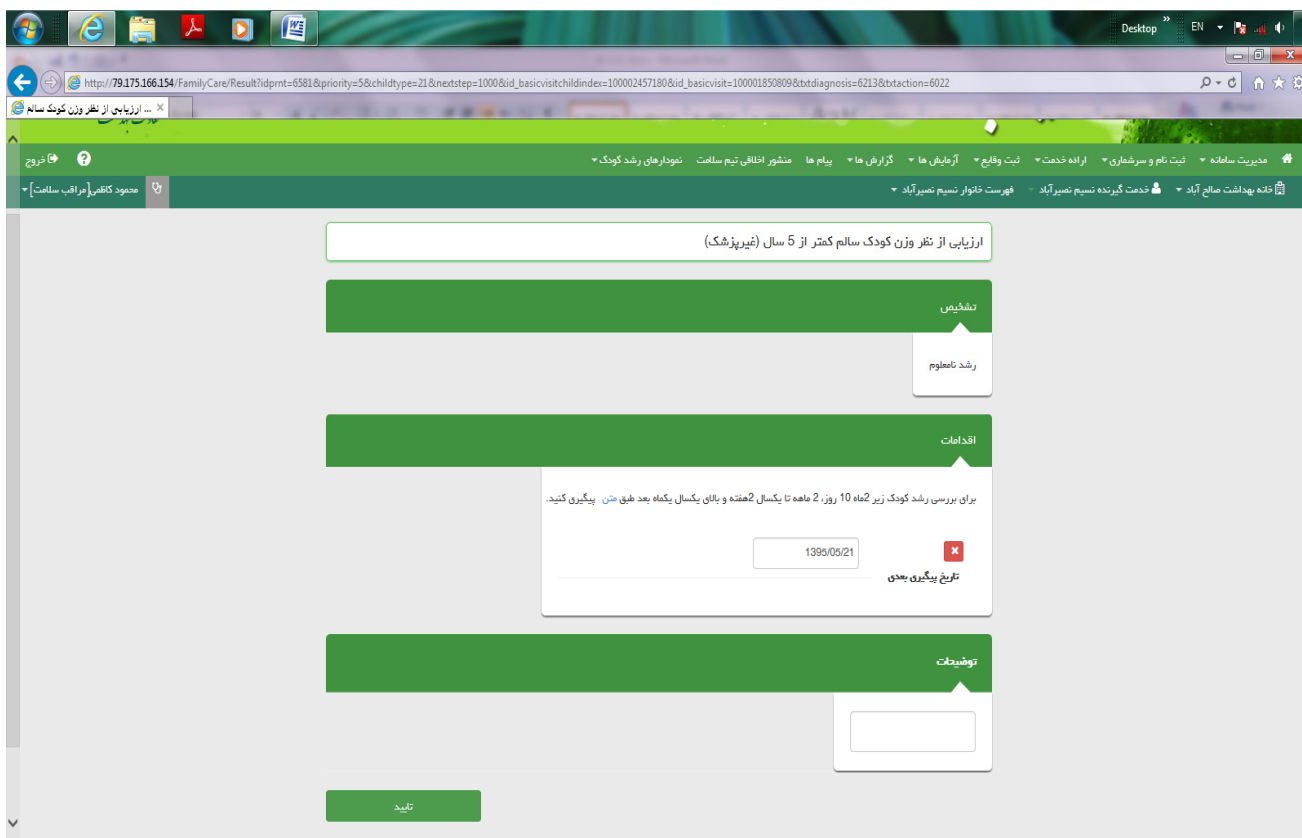 Desktop » EN
http://79.175.166.154/FamilyCare/Result?idprnt=6581&priority=5&childtype=21&nextstep=1000&id_basicvisitchildindex=100002457180&id_basicvisit=100001850809&txtdiagnosis=6213&txtaction=6022
ارزیابی از نظر وزن کودک سالم ...
مدیریت سامانه ثبت نام و سرشماری ارائه خدمت ثبت وقایع آزمایش ها گزارش ها پیام ها منشور اخلاقی تیم سلامت نمودارهای رشد کودک خروج
خانه بهداشت صالح آباد خدمت گیرنده نسیم نصیرآباد فهرست خانوار نسیم نصیرآباد محمود کاظمی[مراقب سلامت]
ارزیابی از نظر وزن کودک سالم کمتر از 5 سال (غیرپزشک)
تشخیص
رشد نامعلوم
اقدامات
برای بررسی رشد کودک زیر 2ماه 10 روز، 2 ماهه تا یکسال 2هفته و بالای یکسال یکماه بعد طبق متن پیگیری کنید.
1395/05/21
تاریخ پیگیری بعدی
توضیحات
تایید